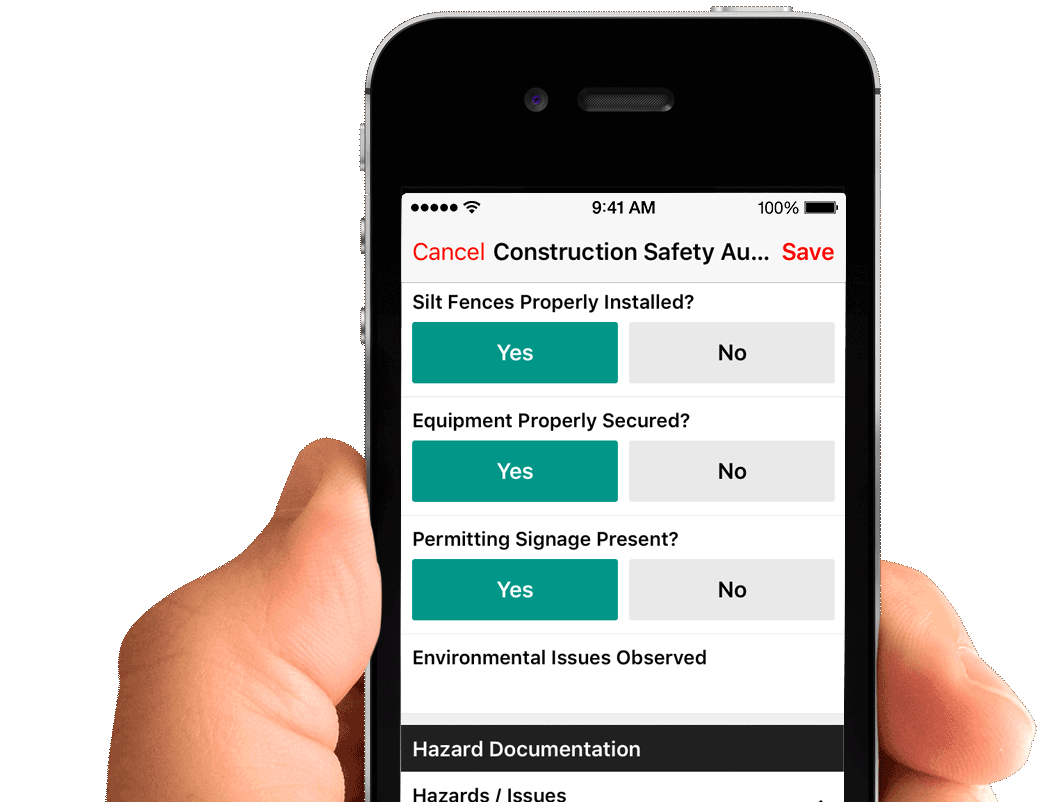 9:41 AM 100%
Cancel Construction Safety Au... Save
Silt Fences Properly Installed?
Yes No
Equipment Properly Secured?
Yes No
Permitting Signage Present?
Yes No
Environmental Issues Observed
Hazard Documentation
Hazards / Issues